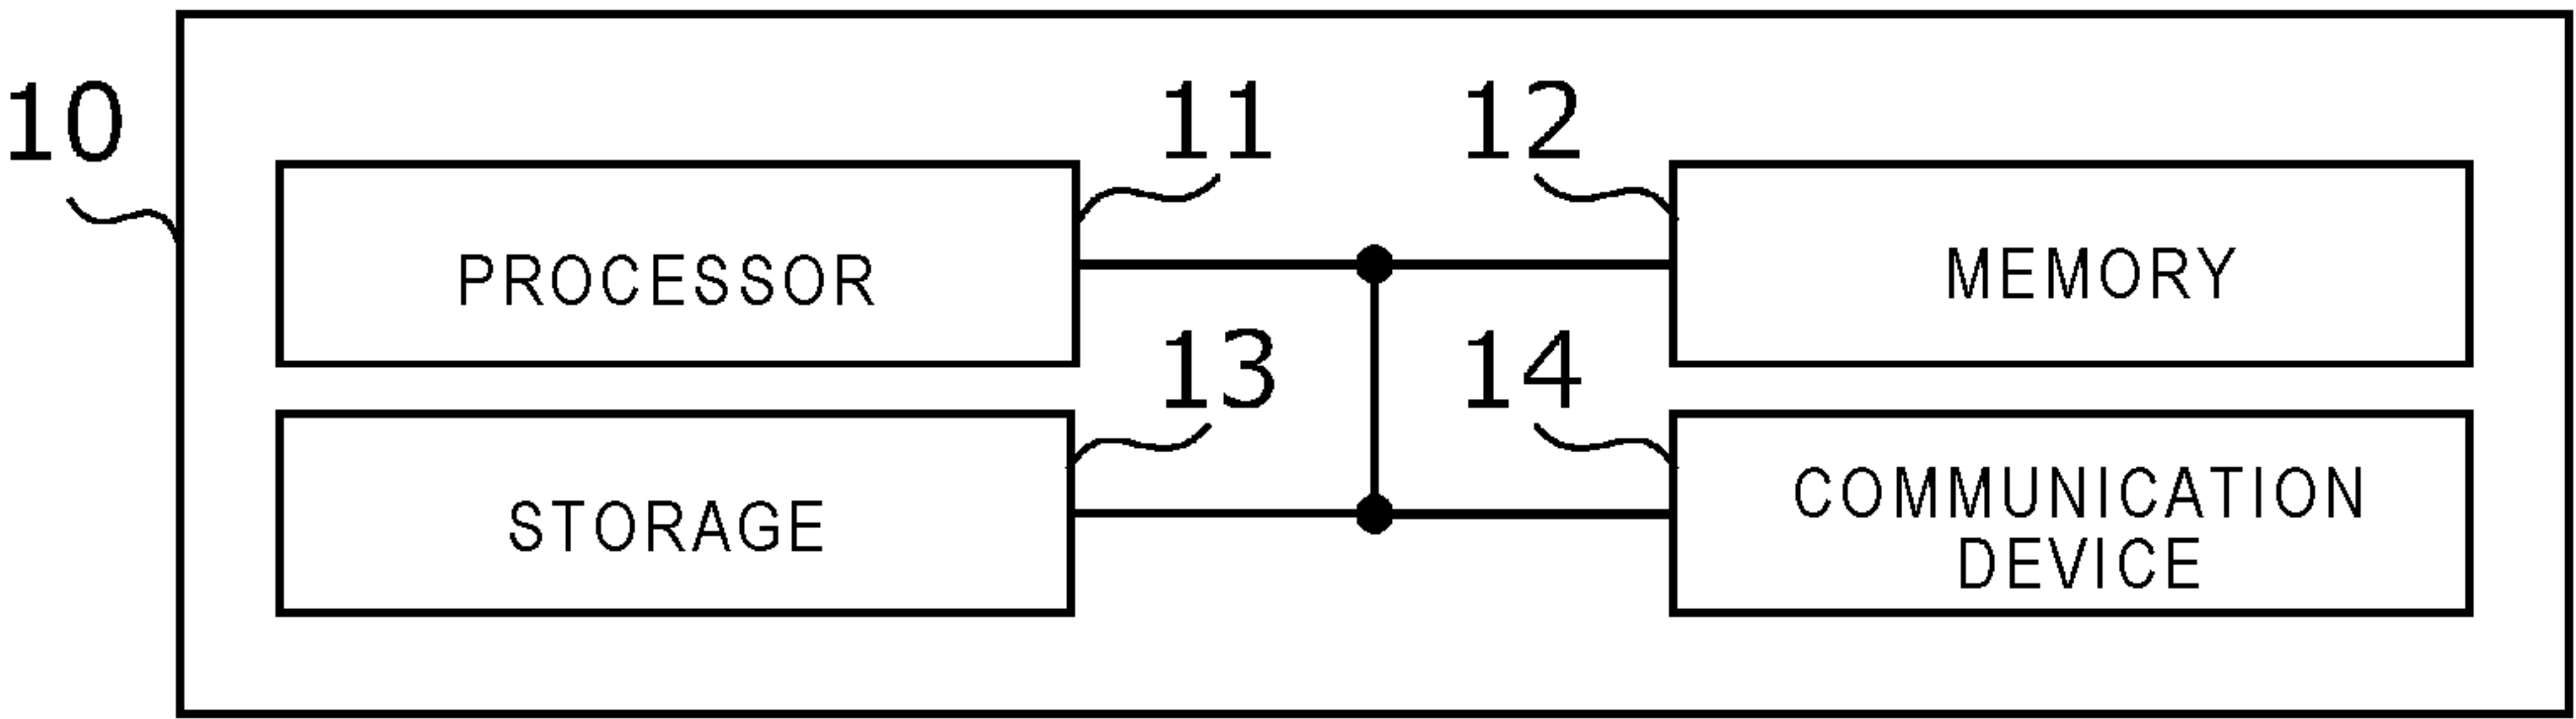 10
11
12
PROCESSOR
MEMORY
13
14
STORAGE
COMMUNICATION
DEVICE